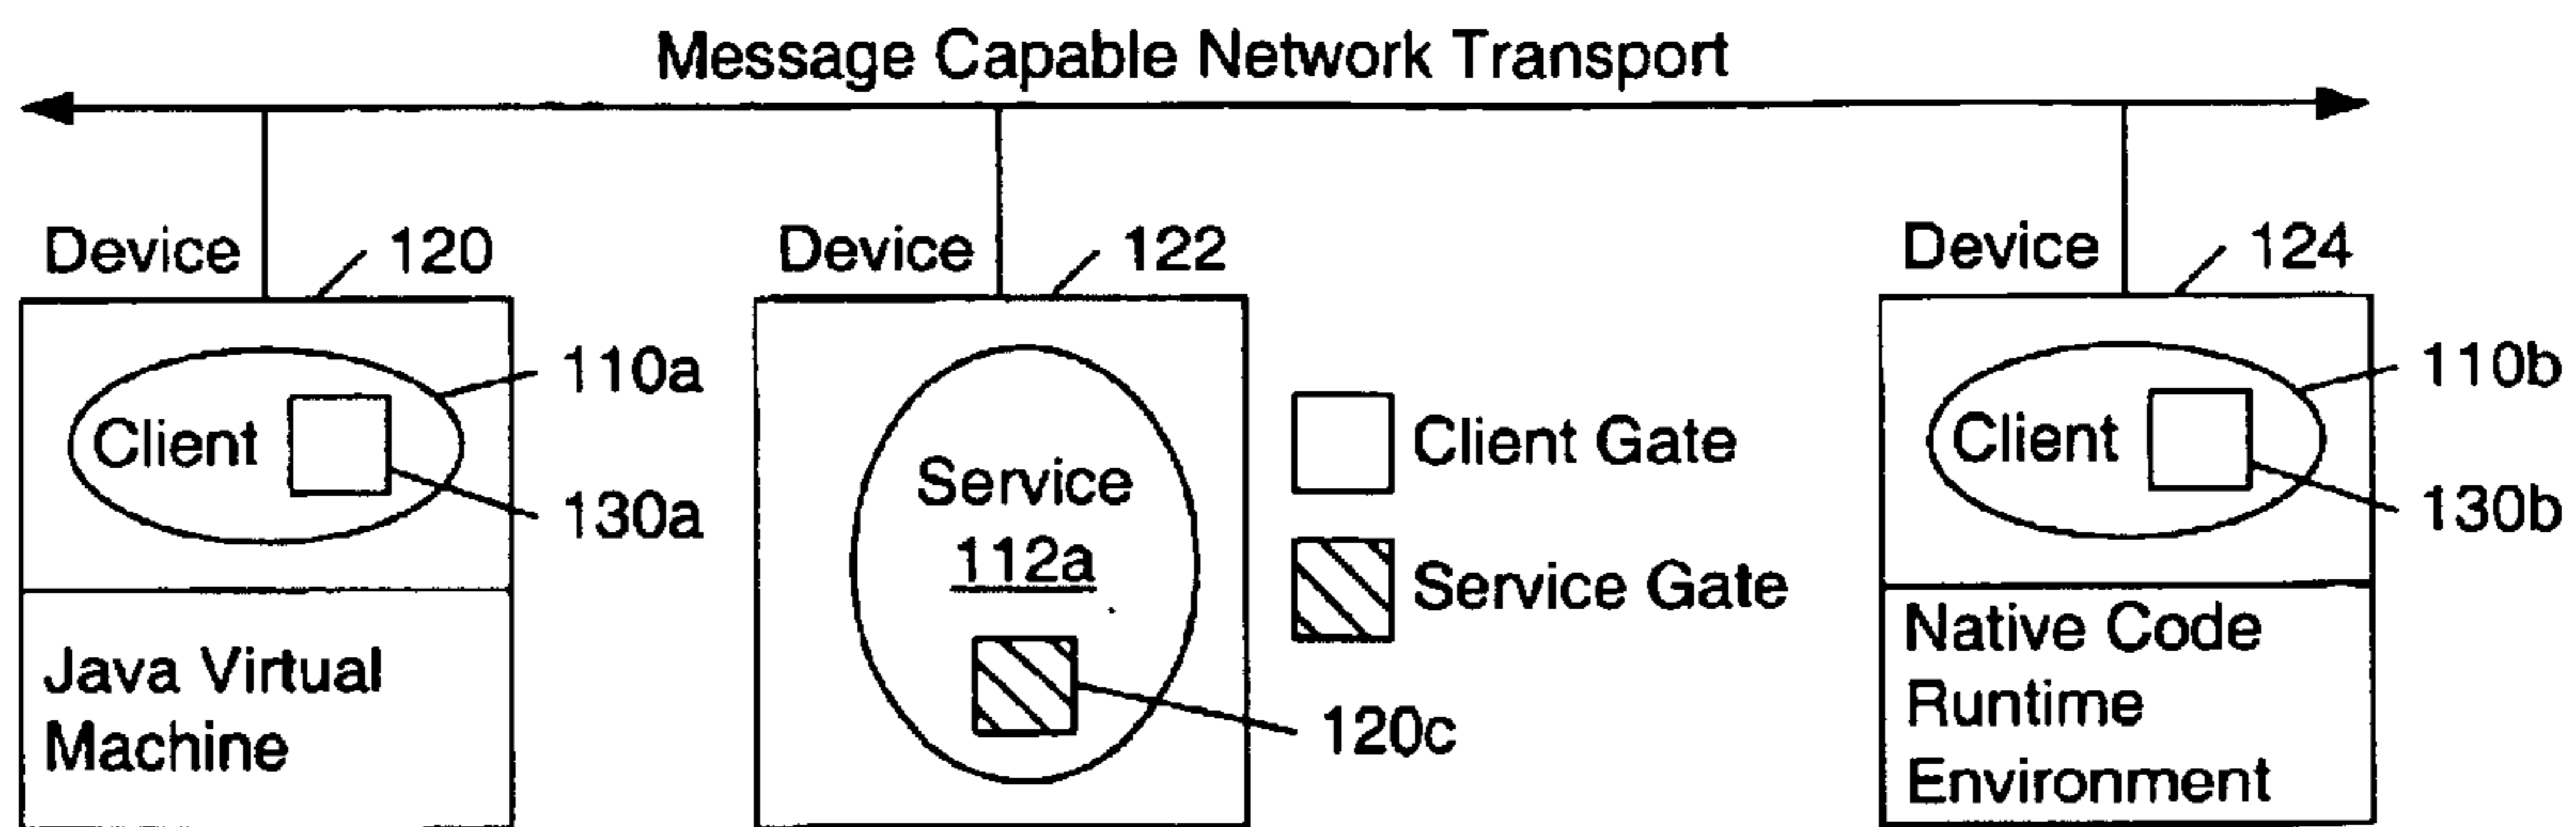 Message Capable Network Transport
Device 120
Device 122
Device 124
Client
110a
130a
Java Virtual
Machine
Service
112a
120c
Client Gate
Service Gate
Client
110b
130b
Native Code
Runtime
Environment